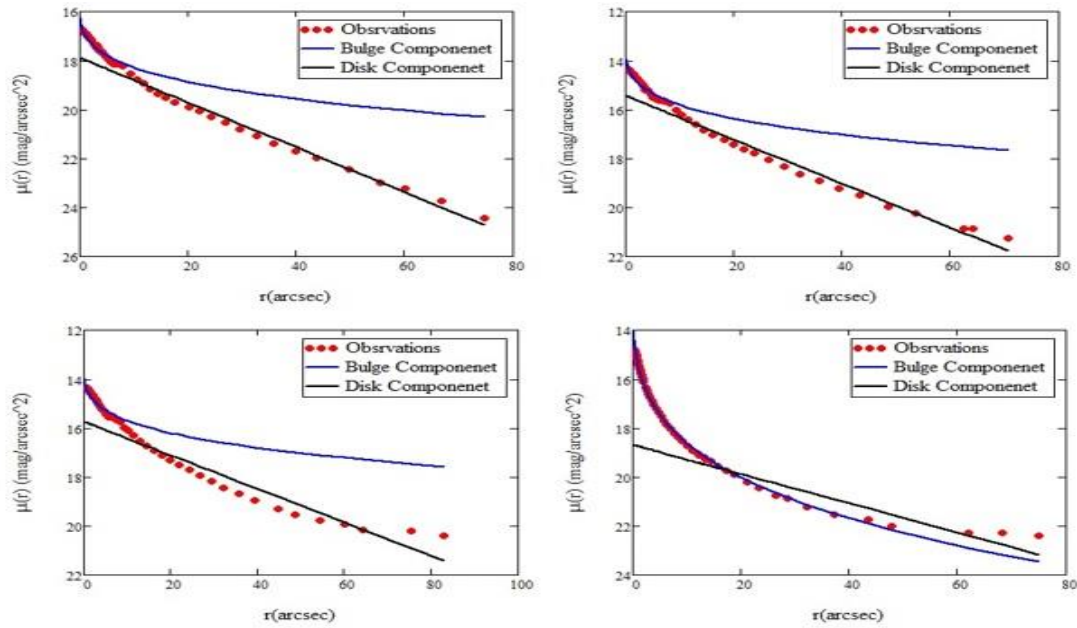 16
18
20
22
24
26
μ(r) (mag/arcsec^2)
Obsrvations
Bulge Componenet
Disk Componenet
0 20 40 60 80
r(arcsec)
12
14
16
18
20
22
μ(r) (mag/arcsec^2)
Obsrvations
Bulge Componenet
Disk Componenet
0 20 40 60 80
r(arcsec)
12
14
16
18
20
22
μ(r) (mag/arcsec^2)
Obsrvations
Bulge Componenet
Disk Componenet
0 20 40 60 80 100
r(arcsec)
14
16
18
20
22
24
μ(r) (mag/arcsec^2)
Obsrvations
Bulge Componenet
Disk Componenet
0 20 40 60 80
r(arcsec)